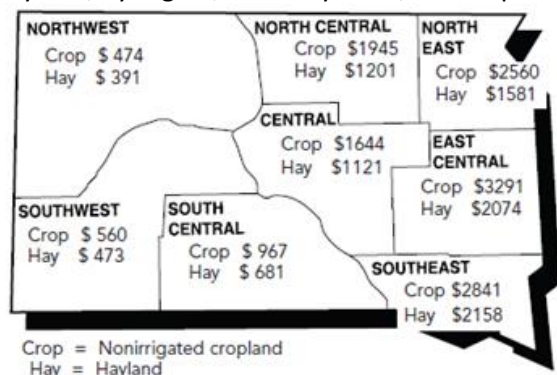 NORTHWEST
Crop $ 474
Hay $ 391
NORTH CENTRAL
Crop $1945
Hay $1201
NORTH
EAST
Crop $2560
Hay $1581
CENTRAL
Crop $1644
Hay $1121
EAST
CENTRAL
Crop $3291
Hay $2074
SOUTHWEST
Crop $ 560
Hay $ 473
SOUTH
CENTRAL
Crop $ 967
Hay $ 681
SOUTHEAST
Crop $2841
Hay $2158
Crop = Nonirrigated cropland
Hay = Hayland